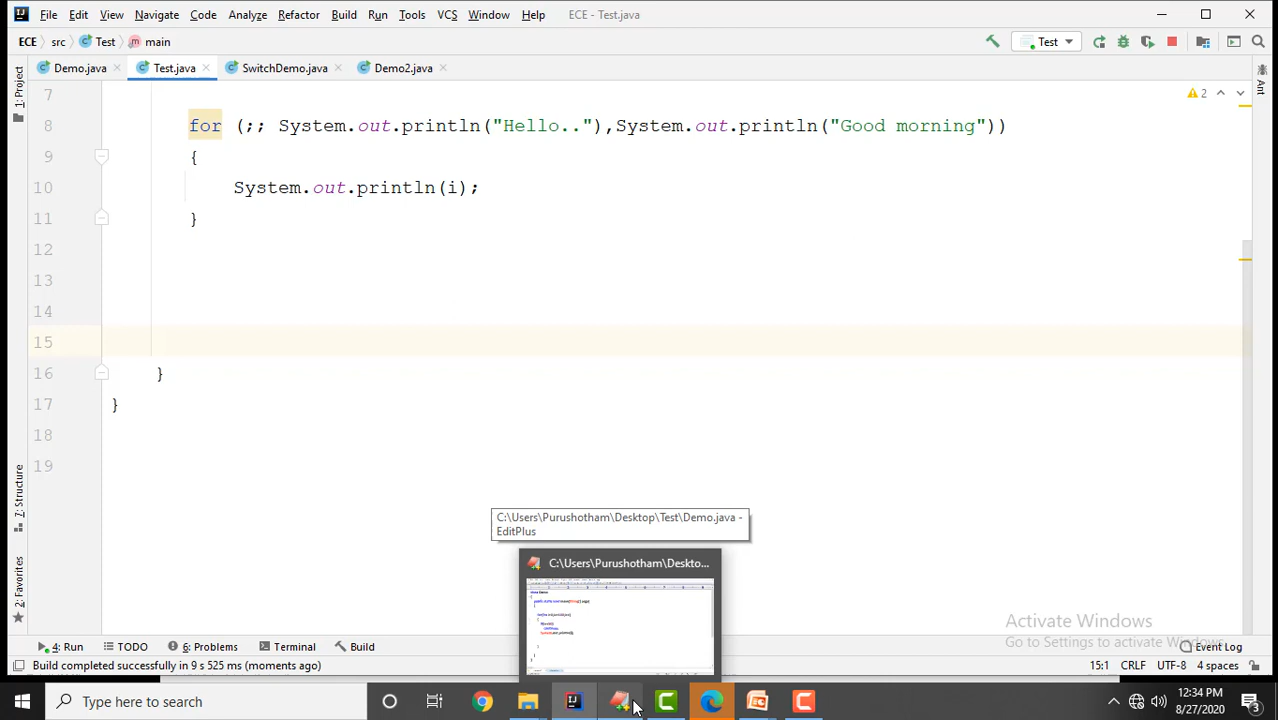 File Edit View Navigate Code Analyze Refactor Build Run Tools VCS Window Help ECE - Test.java
ECE src Test main Test
Demo.java Test.java SwitchDemo.java Demo2.java
1: Project
Ant
7
8 for (;; System.out.println("Hello.."),System.out.println("Good morning")) 2
9 {
10 System.out.println(i);
11 }
12
13
14
15
16 }
17 }
18
19
7: Structure
2: Favorites
C:\Users\Purushotham\Desktop\Test\Demo.java -
EditPlus
C:\Users\Purushotham\Deskto...
Activate Windows
Go to Settings to activate Windows.
4: Run TODO 6: Problems Terminal Build Event Log
Build completed successfully in 9 s 525 ms (moments ago) 15:1 CRLF UTF-8 4 spaces
Type here to search
12:34 PM
8/27/2020
3